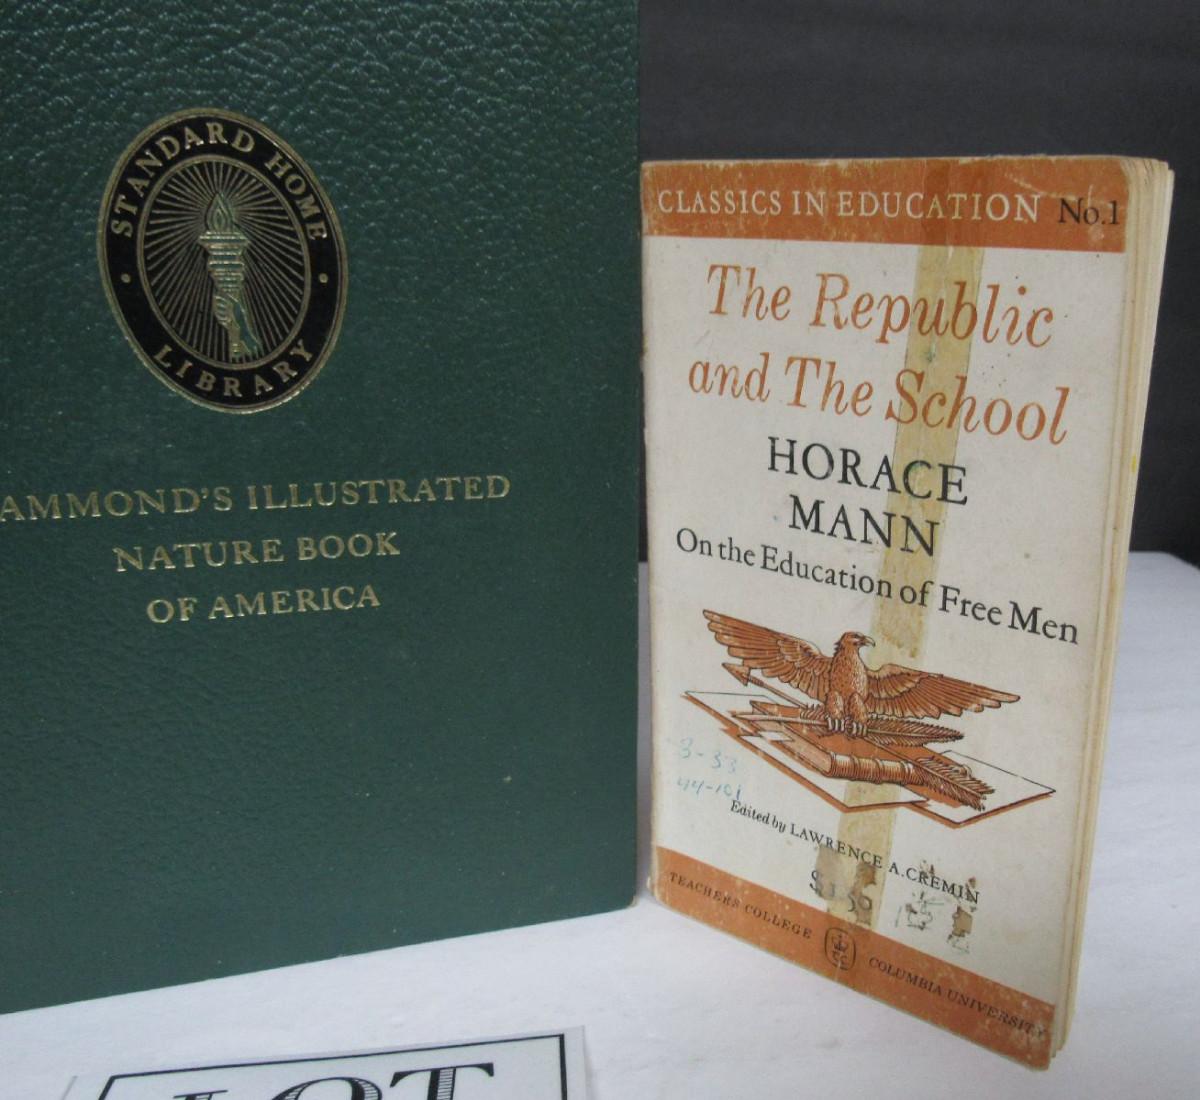 STANDARD HOME
LIBRARY
AMMOND'S ILLUSTRATED
NATURE BOOK
OF AMERICA
CLASSICS IN EDUCATION No.1
The Republic
and The School
HORACE
MANN
On the Education of Free Men
3-33
44-101
Edited by LAWRENCE A. CREMIN
TEACHERS COLLEGE COLUMBIA UNIVERSITY
LOT